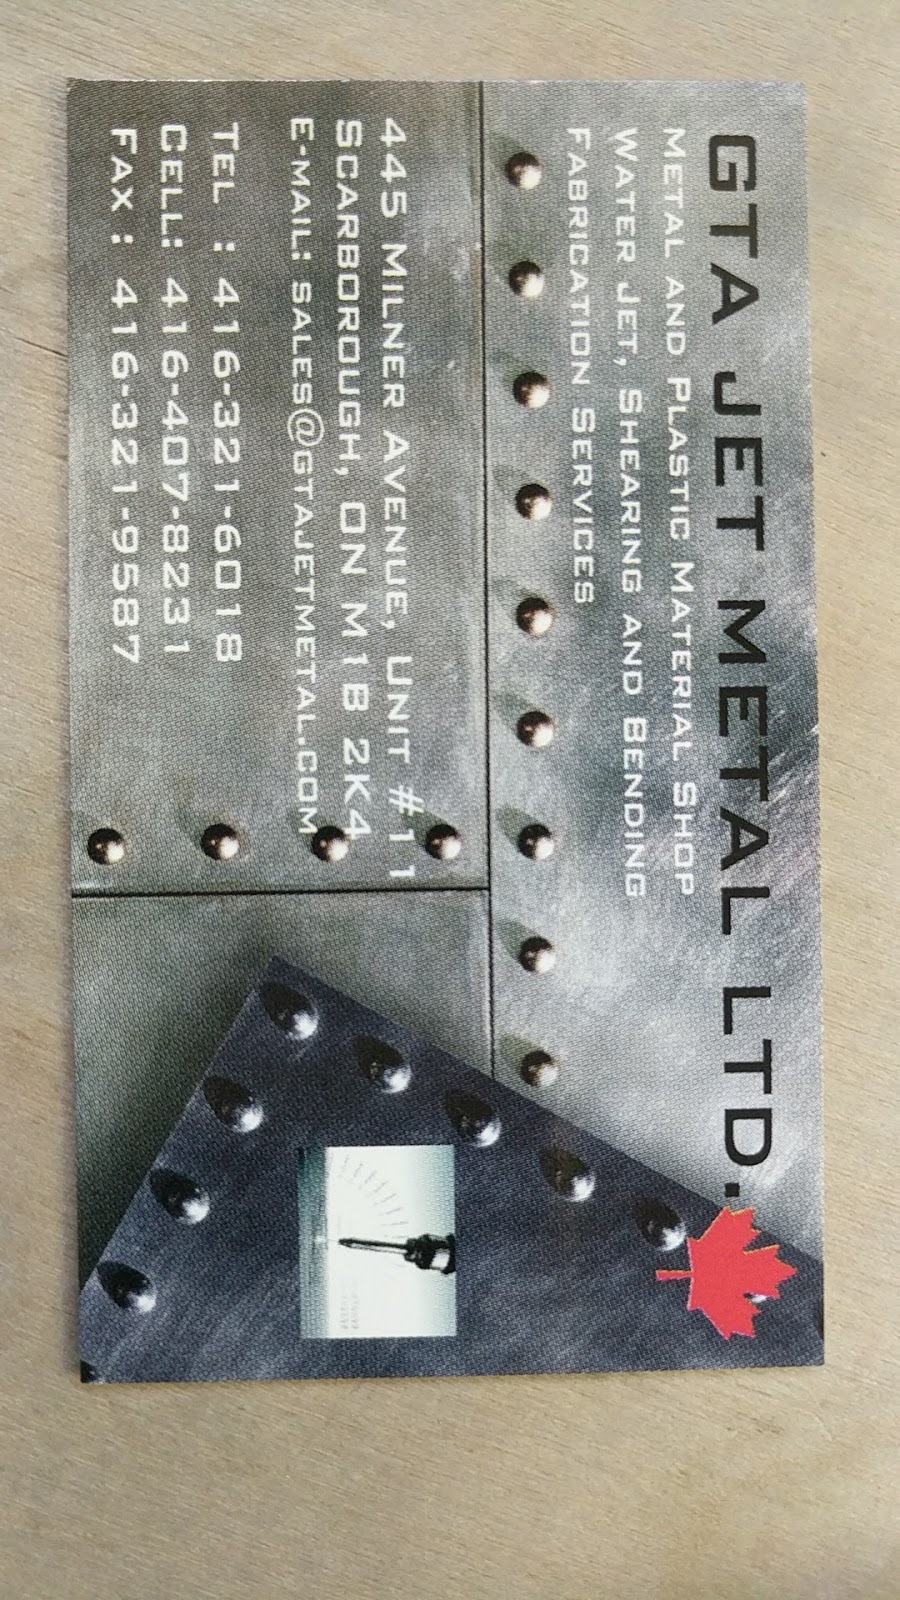 GTA JET METAL LTD.
METAL AND PLASTIC MATERIAL SHOP
WATER JET, SHEARING AND BENDING
FABRICATION SERVICES
445 MILNER AVENUE, UNIT #11
SCARBOROUGH, ON M1B 2K4
E-MAIL: SALES@GTAJETMETAL.COM
TEL : 416-321-6018
CELL: 416-407-8231
FAX : 416-321-9587